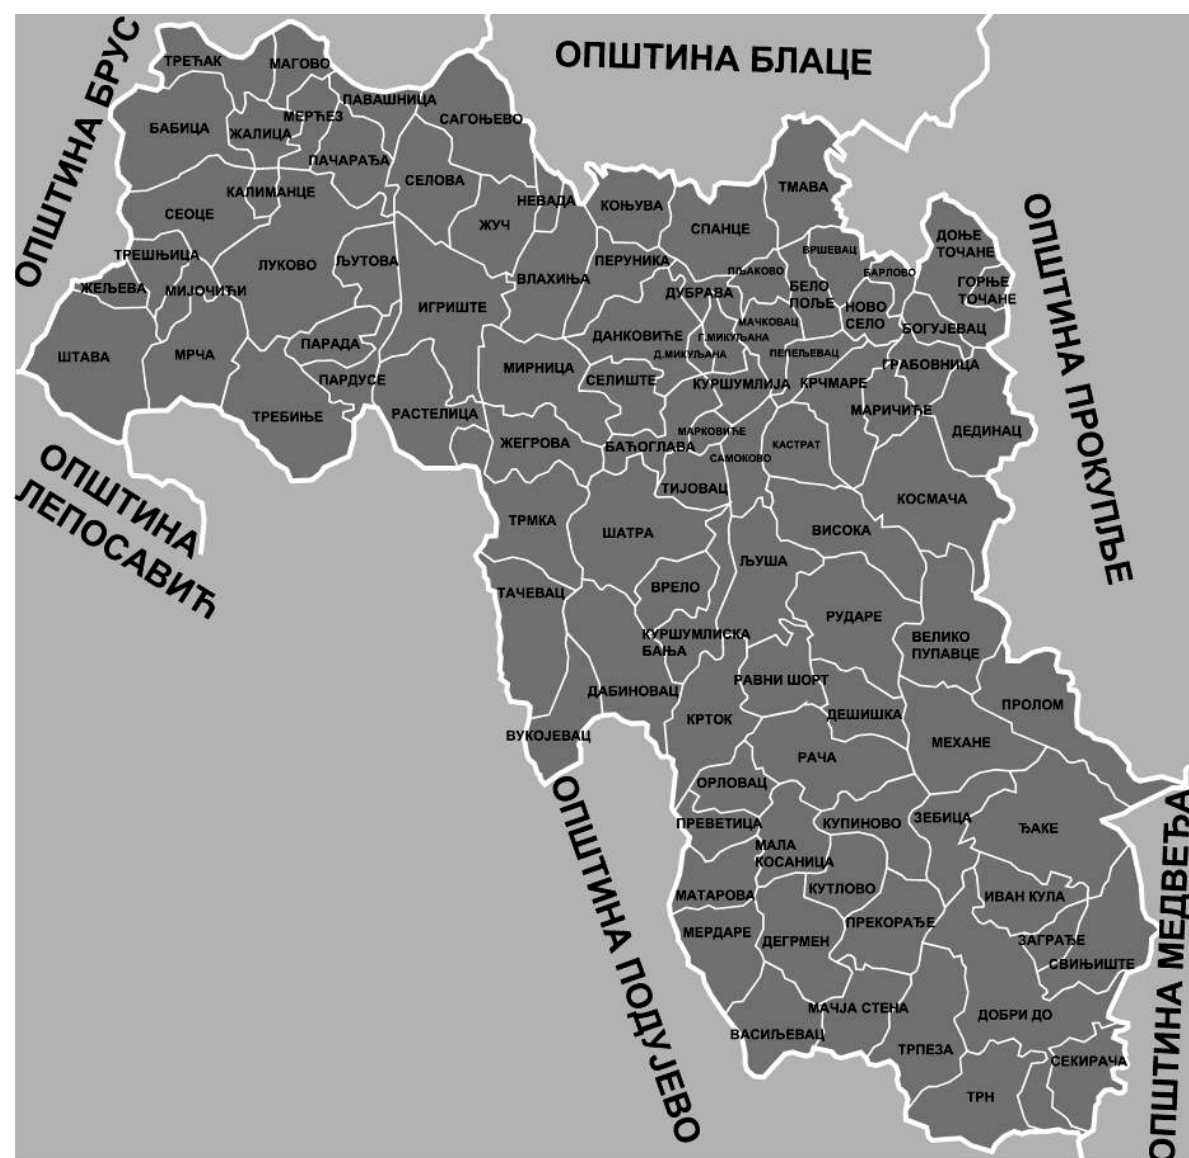 ОПШТИНА БРУС
ОПШТИНА БЛАЦЕ
ТРЕЋАК
МАГОВО
ПАВАШНИЦА
САГОЊЕВО
БАБИЦА
ЖАЛИЦА
МЕРЋЕЗ
ПАЧАРАЂА
СЕЛОВА
КАЛИМАНЦЕ
СЕОЦЕ
НЕВАДА
ЖУЧ
КОЊУВА
СПАНЦЕ
ТМАВА
ТРЕШЊИЦА
ЛУКОВО
ЉУТОВА
ВЛАХИЊА
ПЕРУНИКА
ВРШЕВАЦ
ДОЊЕ
ТОЧАНЕ
ЖЕЉЕВА
МИЈОЧИЋИ
ИГРИШТЕ
ДУБРАВА
ПЉАКОВО
БЕЛО
ПОЉЕ
БАРЛОВО
ГОРЊЕ
ТОЧАНЕ
НОВО
СЕЛО
БОГУЈЕВАЦ
ОПШТИНА ПРОКУПЉЕ
ШТАВА
МРЧА
ПАРАДА
ДАНКОВИЋЕ
Г.МИКУЉАНА
МАЧКОВАЦ
Д.МИКУЉАНА
ПЕПЕЉЕВАЦ
ГРАБОВНИЦА
ПАРДУСЕ
МИРНИЦА
СЕЛИШТЕ
КУРШУМЛИЈА
КРЧМАРЕ
ТРЕБИЊЕ
РАСТЕЛИЦА
МАРИЧИЋЕ
ДЕДИНАЦ
ЖЕГРОВА
БАЋОГЛАВА
МАРКОВИЋЕ
КАСТРАТ
САМОКОВО
ОПШТИНА
ЛЕПОСАВИЋ
ТИЈОВАЦ
КОСМАЧА
ТРМКА
ШАТРА
ВИСОКА
ЉУША
ТАЧЕВАЦ
ВРЕЛО
РУДАРЕ
КУРШУМЛИСКА
БАЊА
ВЕЛИКО
ПУПАВЦЕ
ДАБИНОВАЦ
РАВНИ ШОРТ
ПРОЛОМ
КРТОК
ДЕШИШКА
ВУКОЈЕВАЦ
МЕХАНЕ
РАЧА
ОРЛОВАЦ
ОПШТИНА ПОДУЈЕВО
ПРЕВЕТИЦА
КУПИНОВО
ЗЕБИЦА
ЂАКЕ
МАЛА
КОСАНИЦА
ОПШТИНА МЕДВЕЂА
МАТАРОВА
КУТЛОВО
ИВАН КУЛА
МЕРДАРЕ
ДЕГРМЕН
ПРЕКОРАЂЕ
ЗАГРАЂЕ
СВИЊИШТЕ
МАЧЈА СТЕНА
ДОБРИ ДО
ВАСИЉЕВАЦ
ТРПЕЗА
СЕКИРАЧА
ТРН